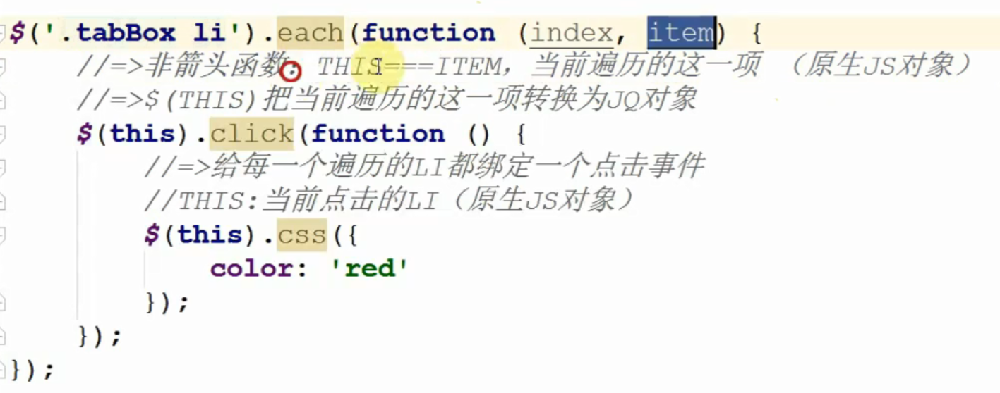 $('.tabBox li').each(function (index, item) {
//=>非箭头函数：THIS===ITEM，当前遍历的这一项 （原生JS对象）
//=>$(THIS)把当前遍历的这一项转换为JQ对象
$(this).click(function () {
//=>给每一个遍历的LI都绑定一个点击事件
//THIS:当前点击的LI（原生JS对象）
$(this).css({
color: 'red'
});
});
});